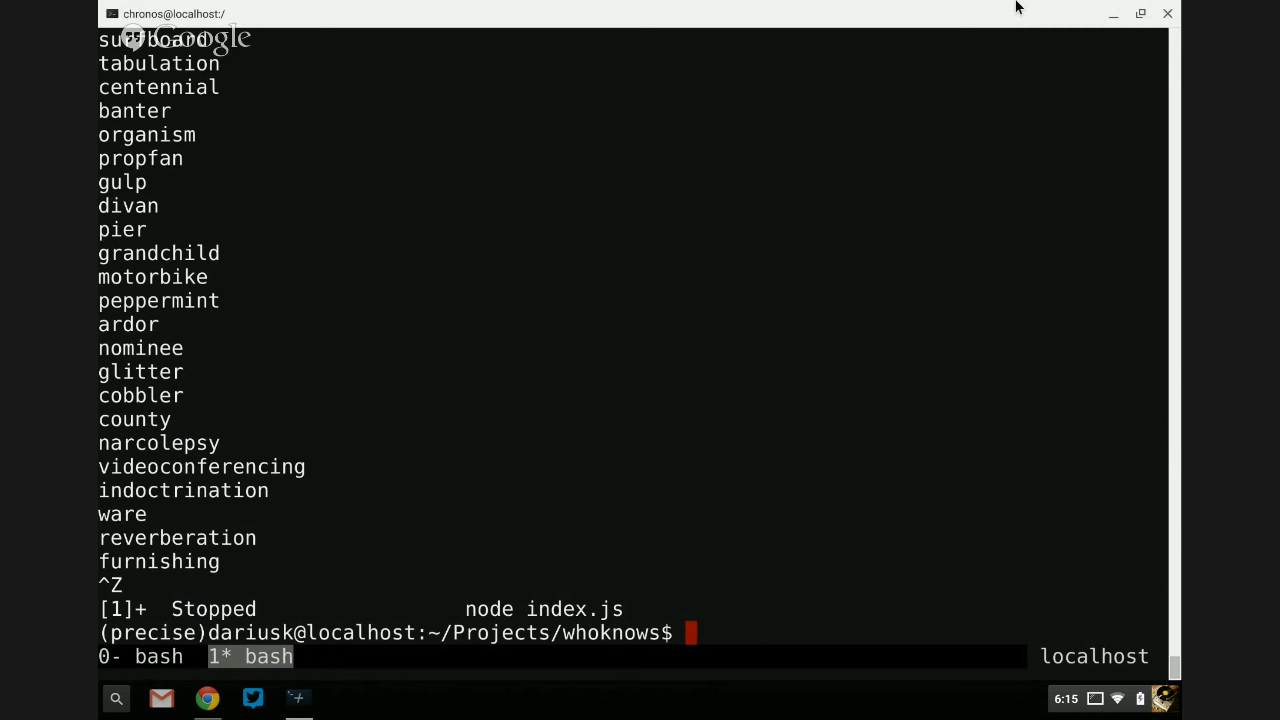 chronos@localhost:/
Google
surfboard
tabulation
centennial
banter
organism
propfan
gulp
divan
pier
grandchild
motorbike
peppermint
ardor
nominee
glitter
cobbler
county
narcolepsy
videoconferencing
indoctrination
ware
reverberation
furnishing
^Z
[1]+  Stopped                 node index.js
(precise)dariusk@localhost:~/Projects/whoknows$
0- bash  1* bash localhost
6:15